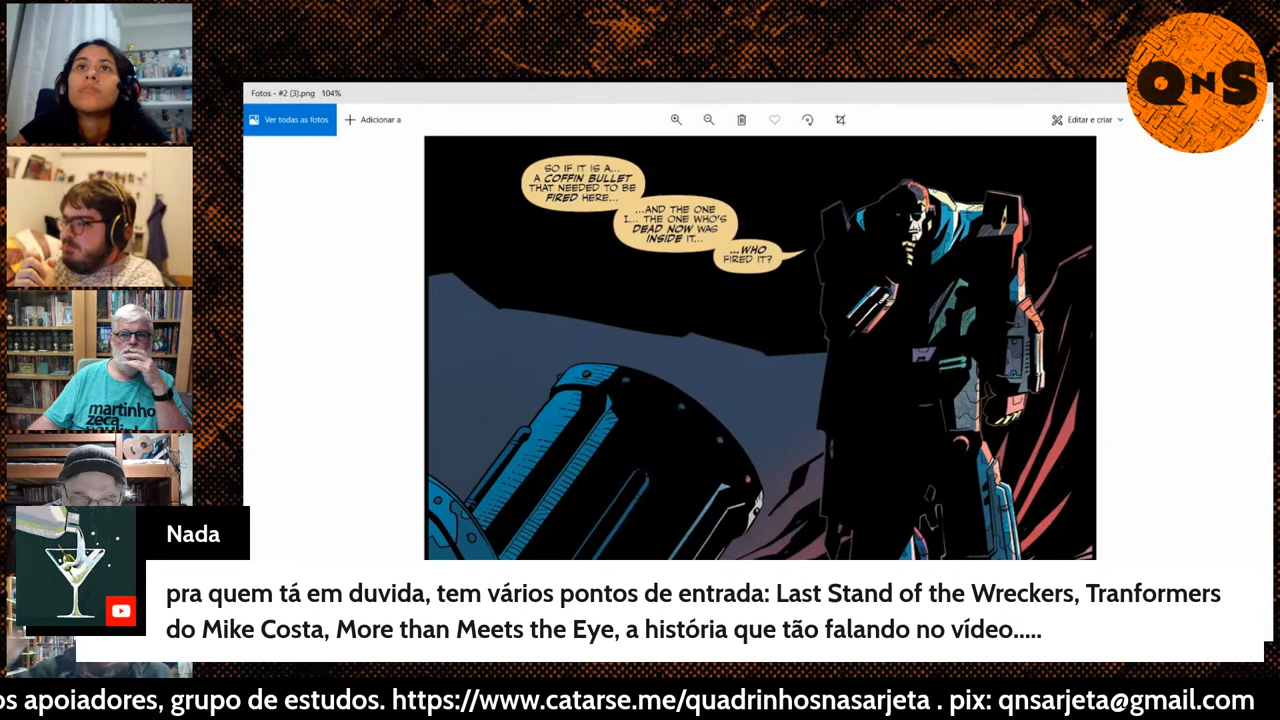 Fotos - #2 (3).png 104%
Ver todas as fotos
Adicionar a
Editar e criar
QNS
SO IF IT IS A...
A COFFIN BULLET
THAT NEEDED TO BE
FIRED HERE...
...AND THE ONE
I... THE ONE WHO'S
DEAD NOW WAS
INSIDE IT...
...WHO
FIRED IT?
martinho
zeca
Nada
pra quem tá em duvida, tem vários pontos de entrada: Last Stand of the Wreckers, Tranformers
do Mike Costa, More than Meets the Eye, a história que tão falando no vídeo.....
os apoiadores, grupo de estudos. https://www.catarse.me/quadrinhosnasarjeta . pix: qnsarjeta@gmail.com